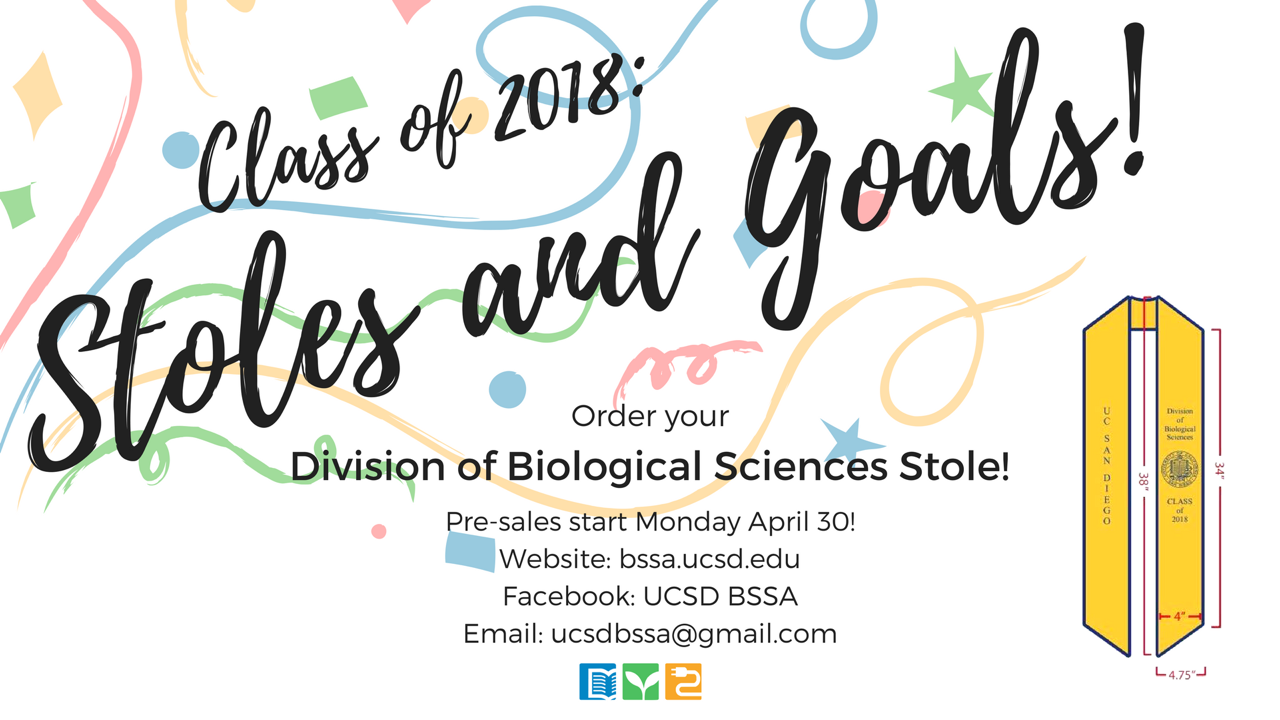 Class of 2018:
Stoles and Goals!
Order your
Division of Biological Sciences Stole!
Pre-sales start Monday April 30!
Website: bssa.ucsd.edu
Facebook: UCSD BSSA
Email: ucsdbssa@gmail.com
UC SAN DIEGO
38”
Division
of
Biological
Sciences
CLASS
of
2018
34”
4”
4.75”